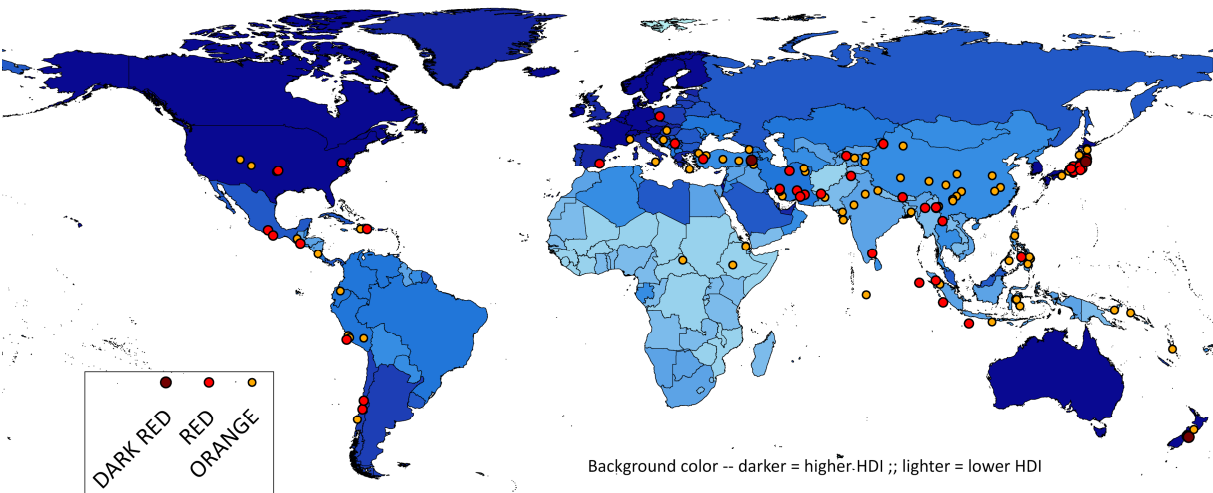 DARK RED
RED
ORANGE
Background color -- darker = higher HDI ;; lighter = lower HDI